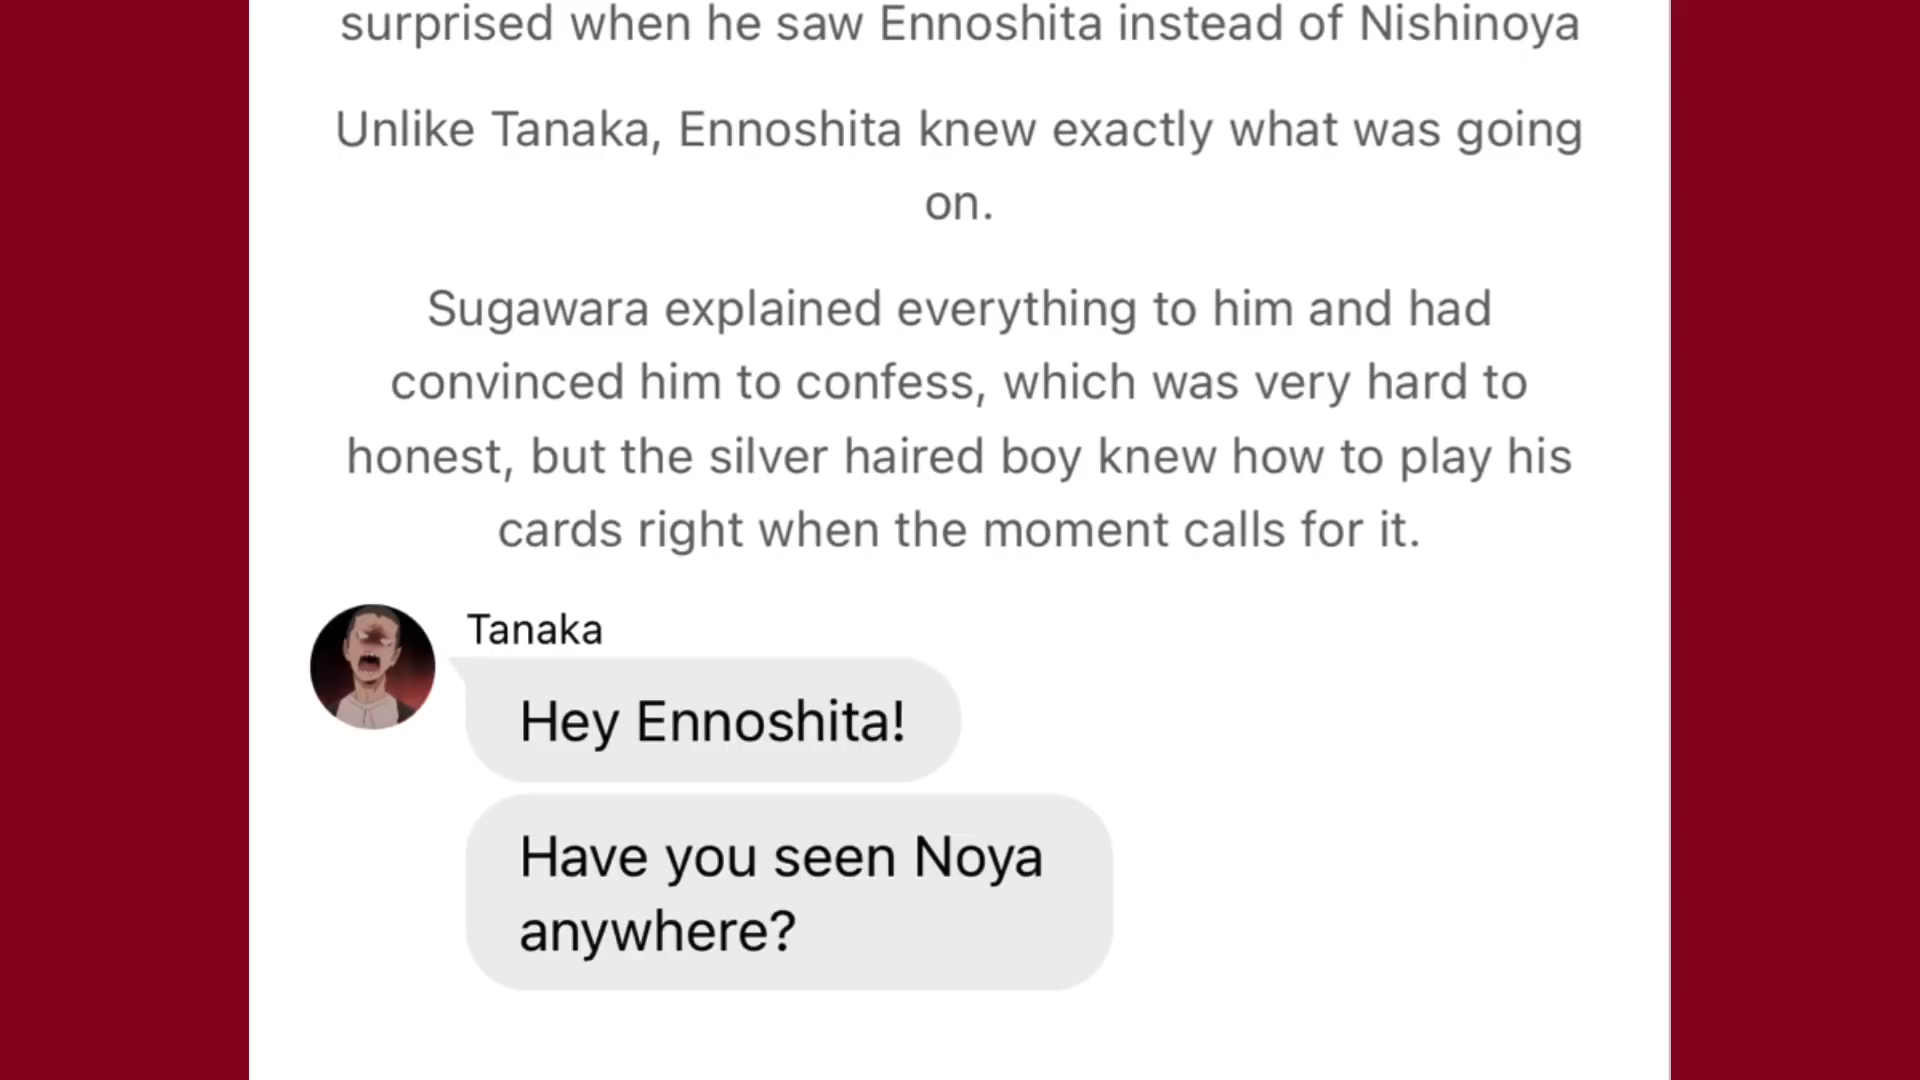 surprised when he saw Ennoshita instead of Nishinoya
Unlike Tanaka, Ennoshita knew exactly what was going
on.
Sugawara explained everything to him and had
convinced him to confess, which was very hard to
honest, but the silver haired boy knew how to play his
cards right when the moment calls for it.
Tanaka
Hey Ennoshita!
Have you seen Noya
anywhere?